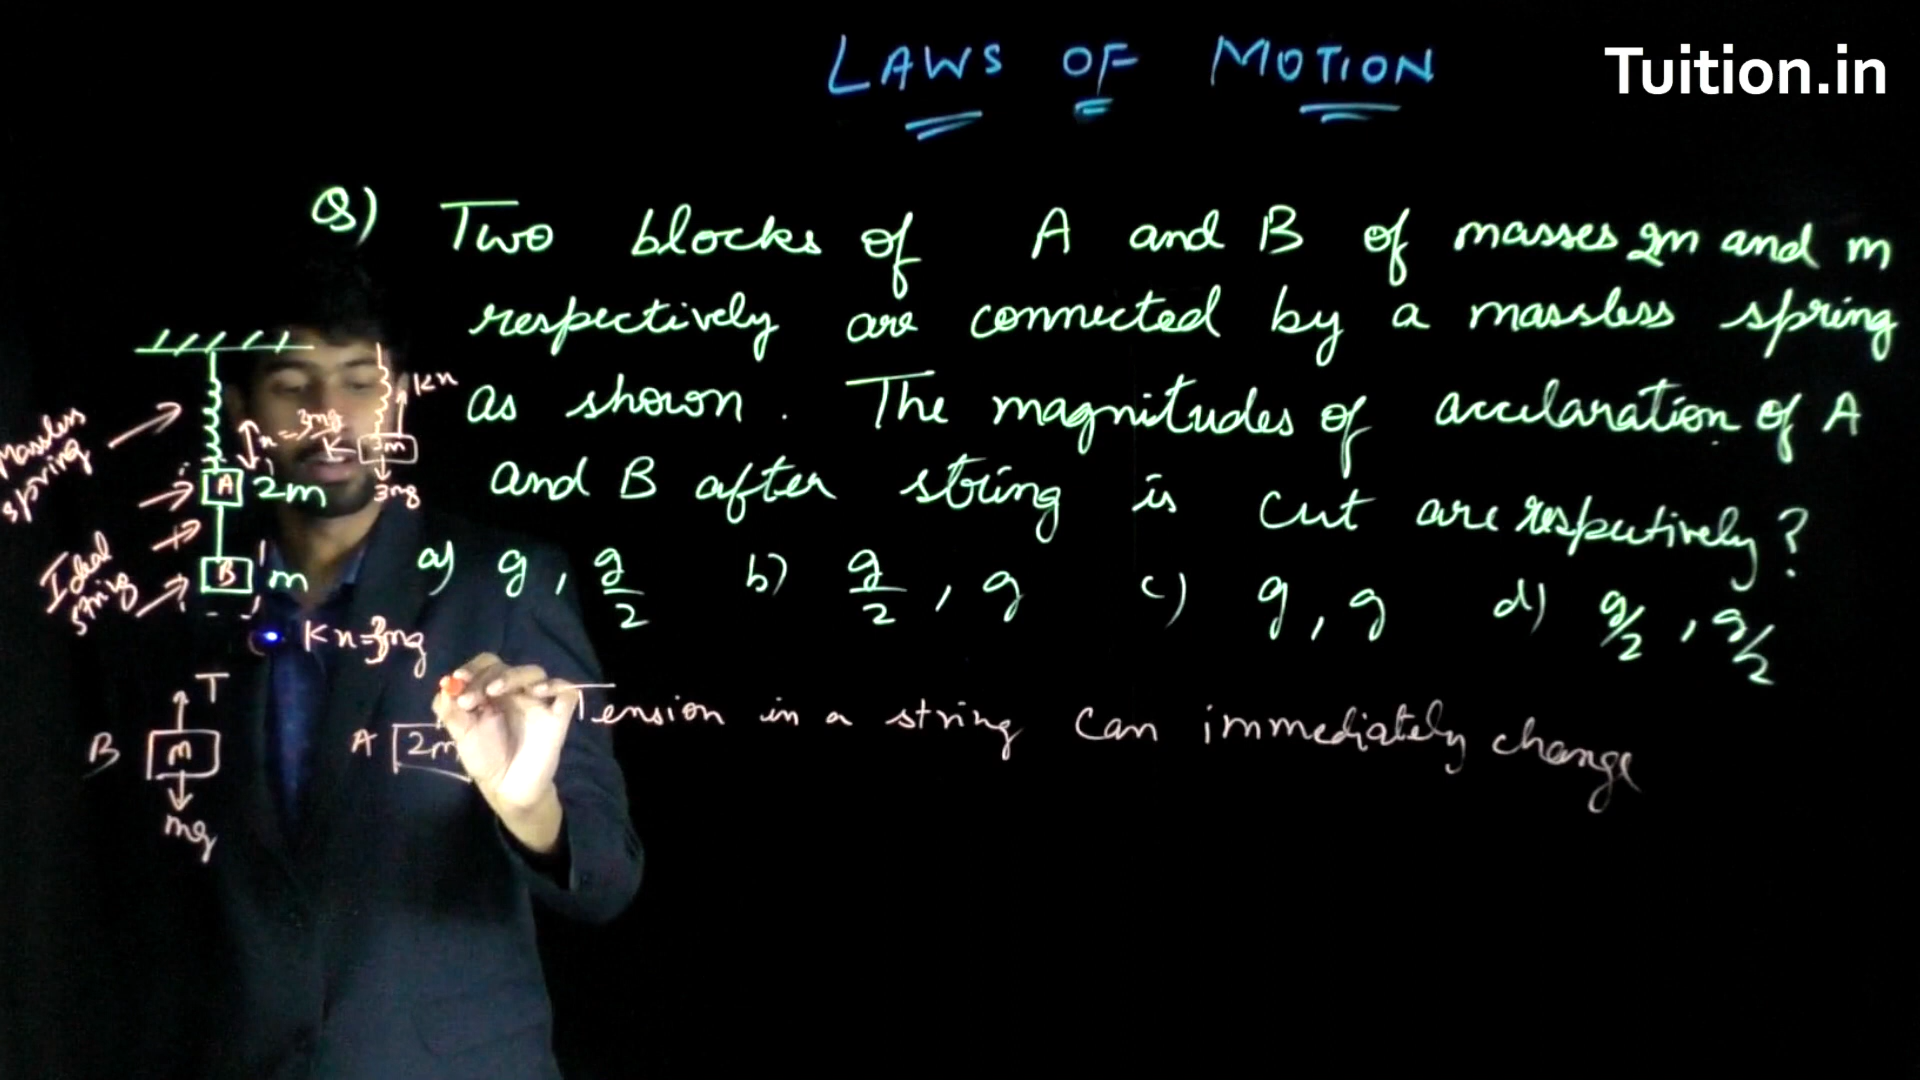 LAWS OF MOTION
Tuition.in
Q) Two blocks of A and B of masses 2m and m
respectively are connected by a massless spring
as shown. The magnitudes of accelaration of A
and B after string is cut are respectively?
a) g, g/2 b) g/2, g c) g, g d) g/2, g/2
Massless spring
Kx
x = 3mg/K
3m
3mg
A 2m
Ideal string
B m
Kx=3mg
T
B m
mg
A 2m
Tension in a string can immediately change